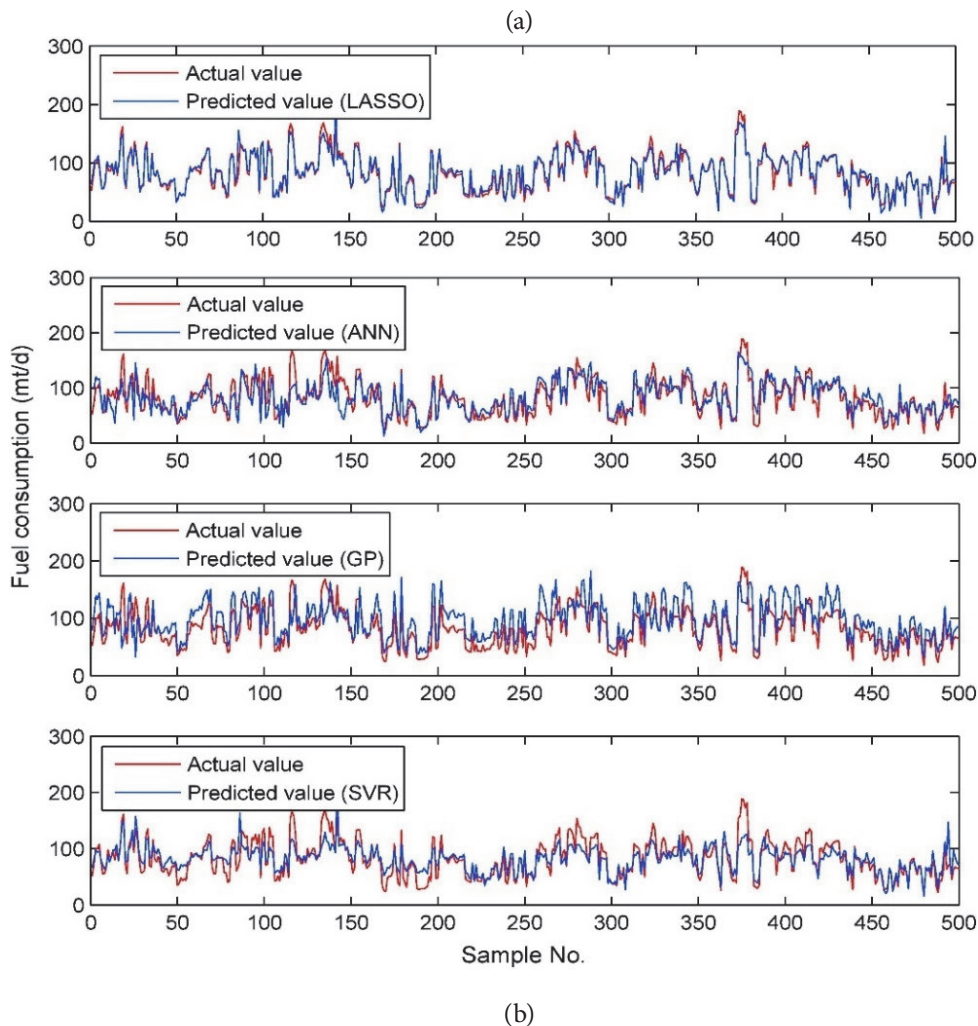 (a)
Fuel consumption (mt/d)
300
200
100
0
Actual value
Predicted value (LASSO)
0 50 100 150 200 250 300 350 400 450 500
300
200
100
0
Actual value
Predicted value (ANN)
0 50 100 150 200 250 300 350 400 450 500
300
200
100
0
Actual value
Predicted value (GP)
0 50 100 150 200 250 300 350 400 450 500
300
200
100
0
Actual value
Predicted value (SVR)
0 50 100 150 200 250 300 350 400 450 500
Sample No.
(b)